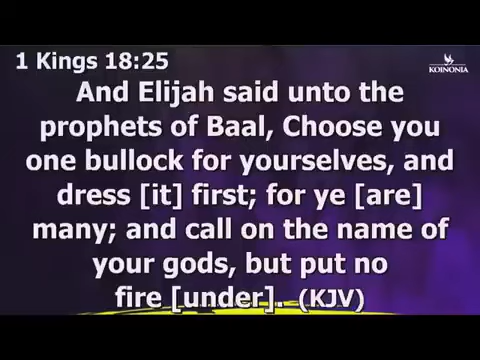 1 Kings 18:25
KOINONIA
And Elijah said unto the
prophets of Baal, Choose you
one bullock for yourselves, and
dress [it] first; for ye [are]
many; and call on the name of
your gods, but put no
fire [under]. (KJV)